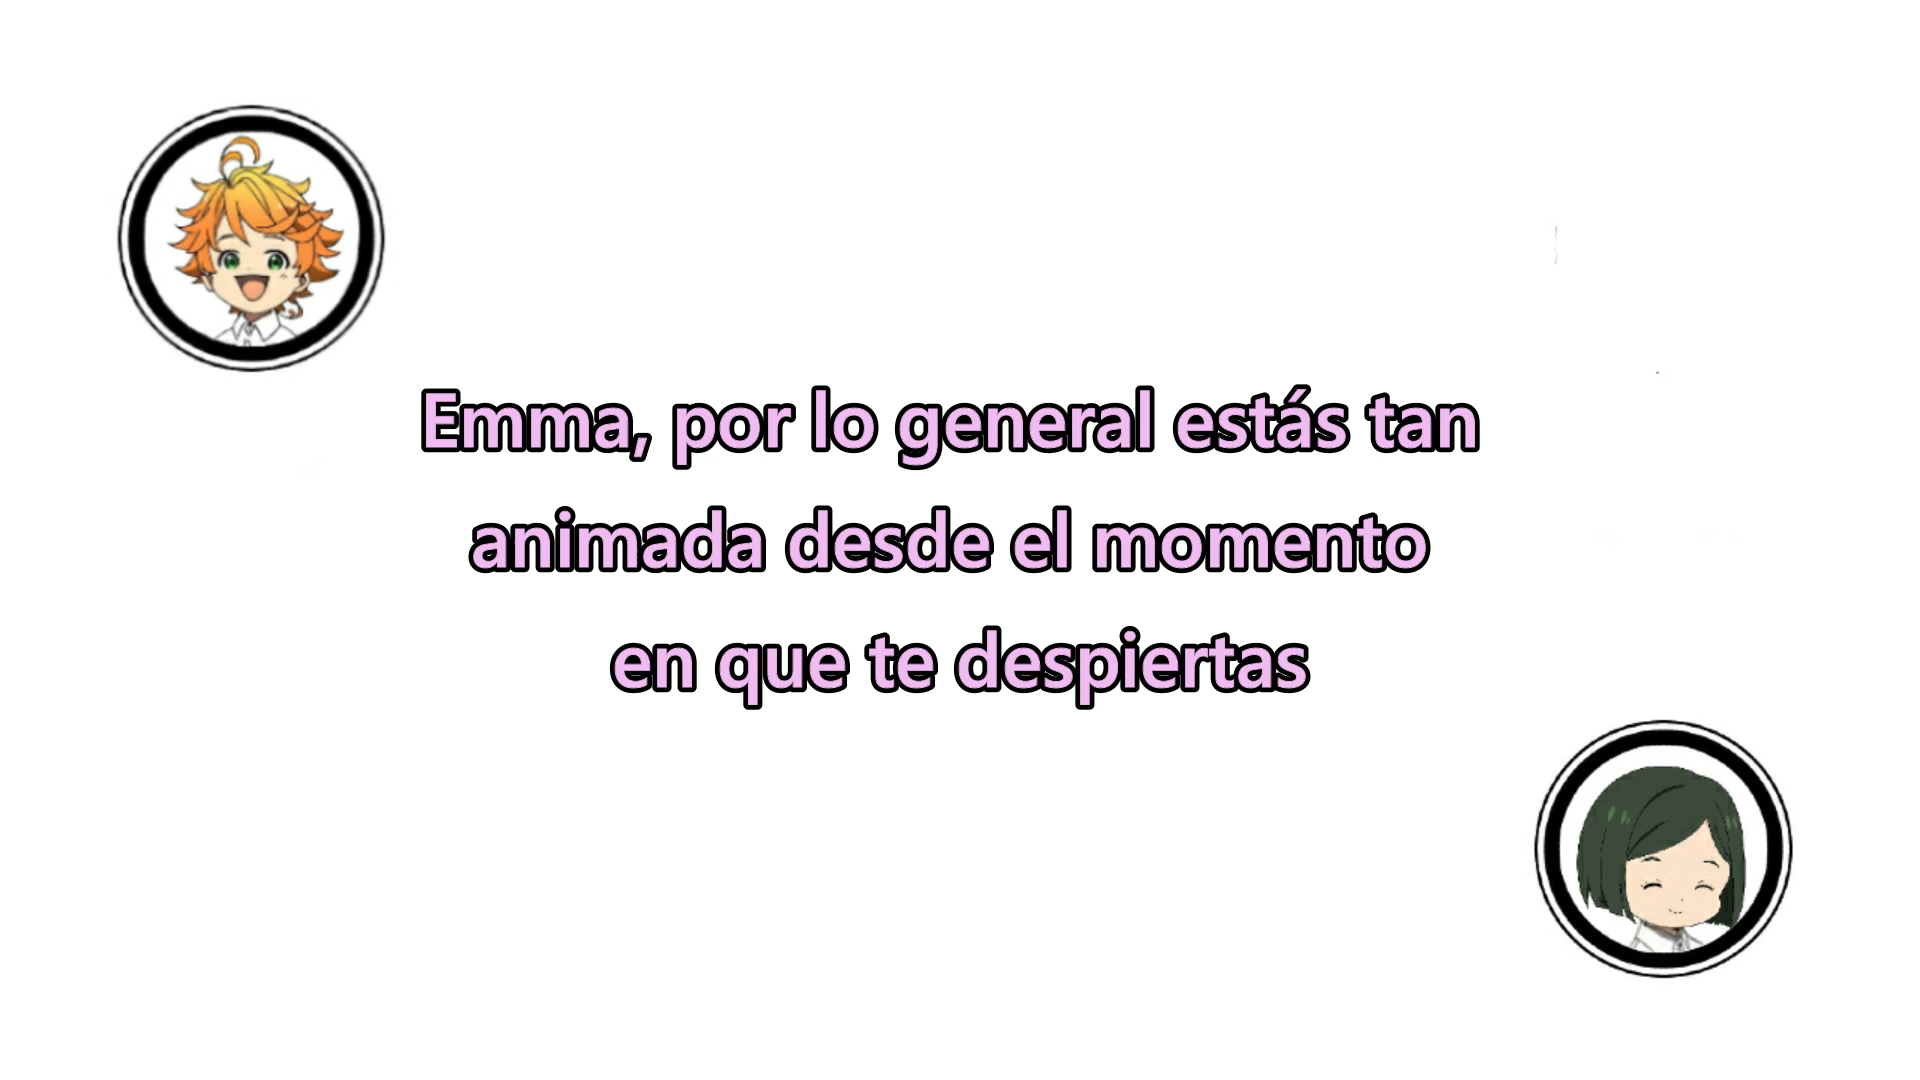 Emma, por lo general estás tan
animada desde el momento
en que te despiertas